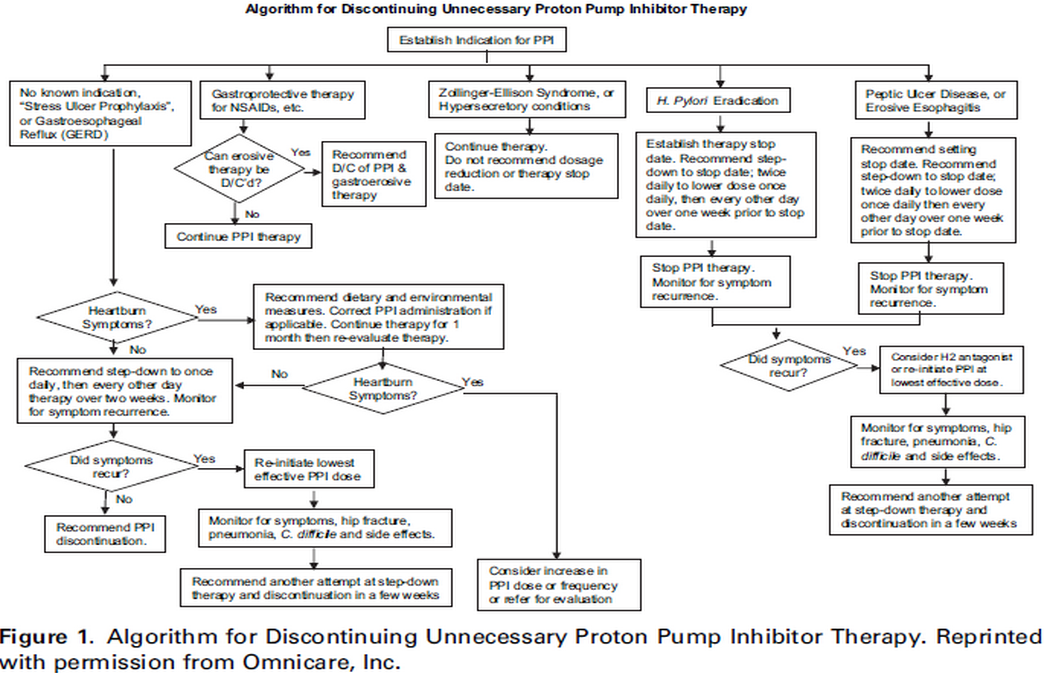 Algorithm for Discontinuing Unnecessary Proton Pump Inhibitor Therapy
Establish Indication for PPI
No known indication,
"Stress Ulcer Prophylaxis",
or Gastroesophageal
Reflux (GERD)
Gastroprotective therapy
for NSAIDs, etc.
Zollinger-Ellison Syndrome, or
Hypersecretory conditions
H. Pylori Eradication
Peptic Ulcer Disease, or
Erosive Esophagitis
Can erosive
therapy be
D/C'd?
Yes
Recommend
D/C of PPI &
gastroerosive
therapy
No
Continue PPI therapy
Continue therapy.
Do not recommend dosage
reduction or therapy stop
date.
Establish therapy stop
date. Recommend step-
down to stop date; twice
daily to lower dose once
daily, then every other day
over one week prior to stop
date.
Recommend setting
stop date. Recommend
step-down to stop date;
twice daily to lower dose
once daily then every
other day over one week
prior to stop date.
Stop PPI therapy.
Monitor for symptom
recurrence.
Stop PPI therapy.
Monitor for symptom
recurrence.
Heartburn
Symptoms?
Yes
No
Recommend dietary and environmental
measures. Correct PPI administration if
applicable. Continue therapy for 1
month then re-evaluate therapy.
Did symptoms
recur?
Yes
Consider H2 antagonist
or re-initiate PPI at
lowest effective dose.
Recommend step-down to once
daily, then every other day
therapy over two weeks. Monitor
for symptom recurrence.
No
Heartburn
Symptoms?
Yes
Monitor for symptoms, hip
fracture, pneumonia, C.
difficile and side effects.
Did symptoms
recur?
Yes
No
Re-initiate lowest
effective PPI dose
Recommend another attempt
at step-down therapy and
discontinuation in a few weeks
Recommend PPI
discontinuation.
Monitor for symptoms, hip fracture,
pneumonia, C. difficile and side effects.
Recommend another attempt at step-down
therapy and discontinuation in a few weeks
Consider increase in
PPI dose or frequency
or refer for evaluation
Figure 1. Algorithm for Discontinuing Unnecessary Proton Pump Inhibitor Therapy. Reprinted
with permission from Omnicare, Inc.